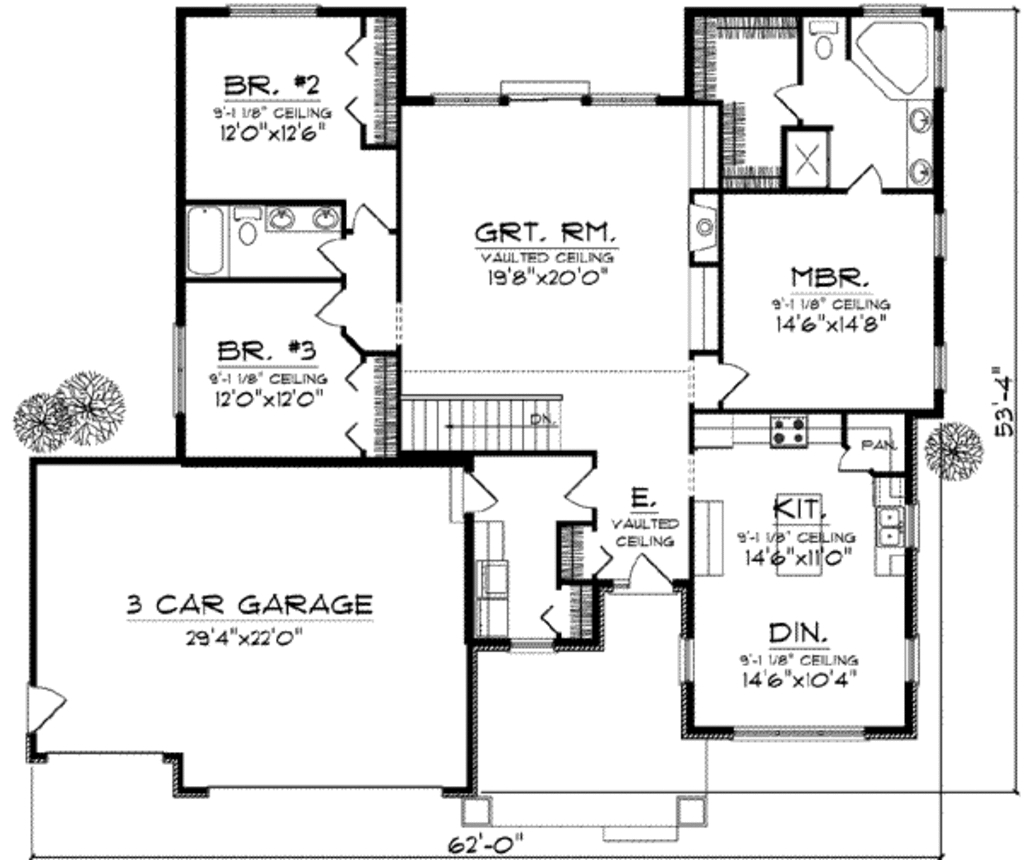 BR. #2
9'-1 1/8" CEILING
12'0"x12'6"
GRT. RM.
VAULTED CEILING
19'8"x20'0"
MBR.
9'-1 1/8" CEILING
14'6"x14'8"
BR. #3
9'-1 1/8" CEILING
12'0"x12'0"
DN.
PAN.
53'-4"
E.
VAULTED
CEILING
KIT.
9'-1 1/8" CEILING
14'6"x11'0"
3 CAR GARAGE
29'4"x22'0"
DIN.
9'-1 1/8" CEILING
14'6"x10'4"
62'-0"